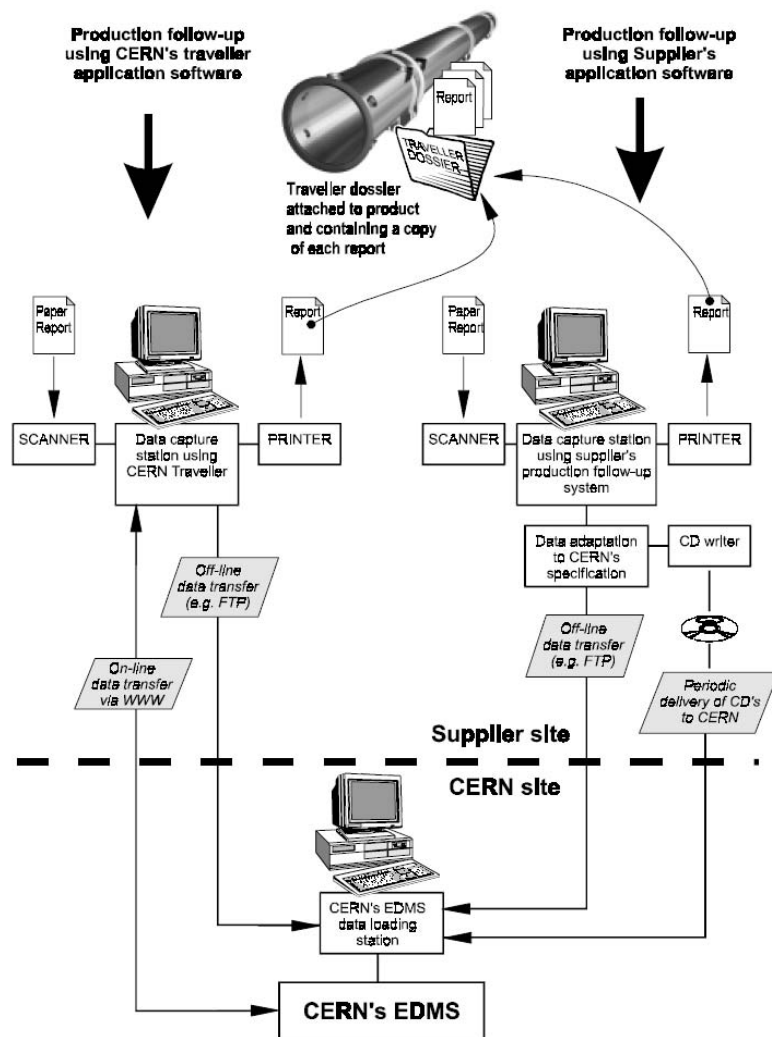 Production follow-up
using CERN's traveller
application software
Production follow-up
using Supplier's
application software
Report
TRAVELLER
DOSSIER
Traveller dossier
attached to product
and containing a copy
of each report
Paper
Report
Report
Paper
Report
Report
SCANNER
Data capture
station using
CERN Traveller
PRINTER
SCANNER
Data capture station
using supplier's
production follow-up
system
PRINTER
Data adaptation
to CERN's
specification
CD writer
Off-line
data transfer
(e.g. FTP)
Off-line
data transfer
(e.g. FTP)
On-line
data transfer
via WWW
Periodic
delivery of CD's
to CERN
Supplier site
CERN site
CERN's EDMS
data loading
station
CERN's EDMS